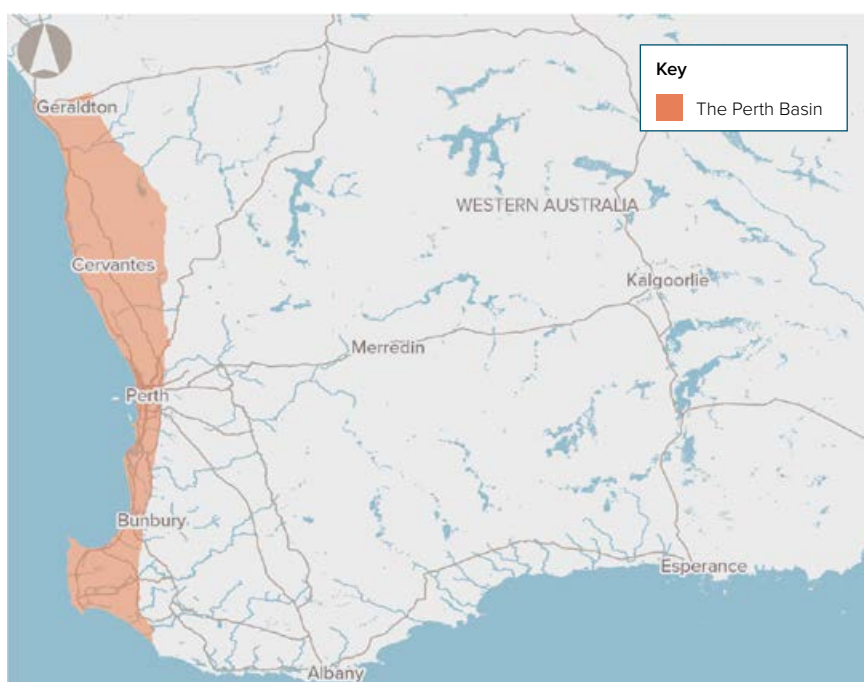 Key
The Perth Basin
Geraldton
WESTERN AUSTRALIA
Cervantes
Kalgoorlie
Merredin
Perth
Bunbury
Esperance
Albany